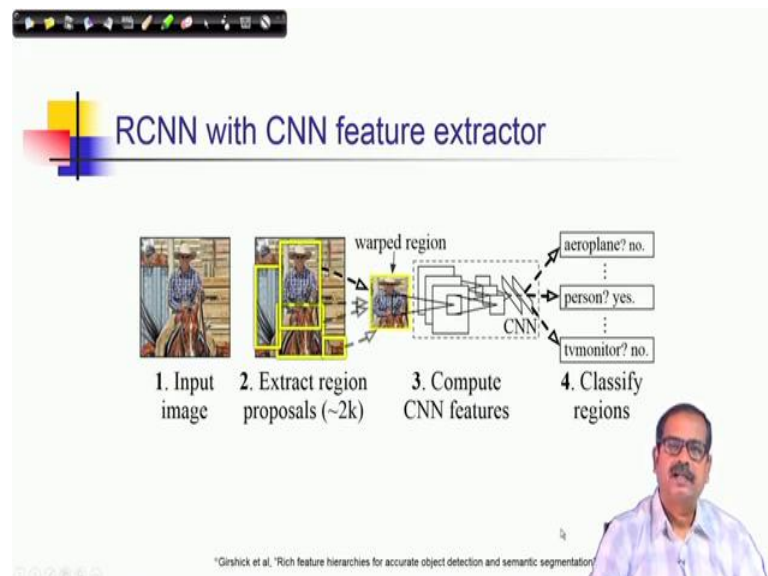 RCNN with CNN feature extractor
warped region
aeroplane? no.
person? yes.
CNN
tvmonitor? no.
1. Input
image
2. Extract region
proposals (~2k)
3. Compute
CNN features
4. Classify
regions
*Girshick et al, "Rich feature hierarchies for accurate object detection and semantic segmentation"